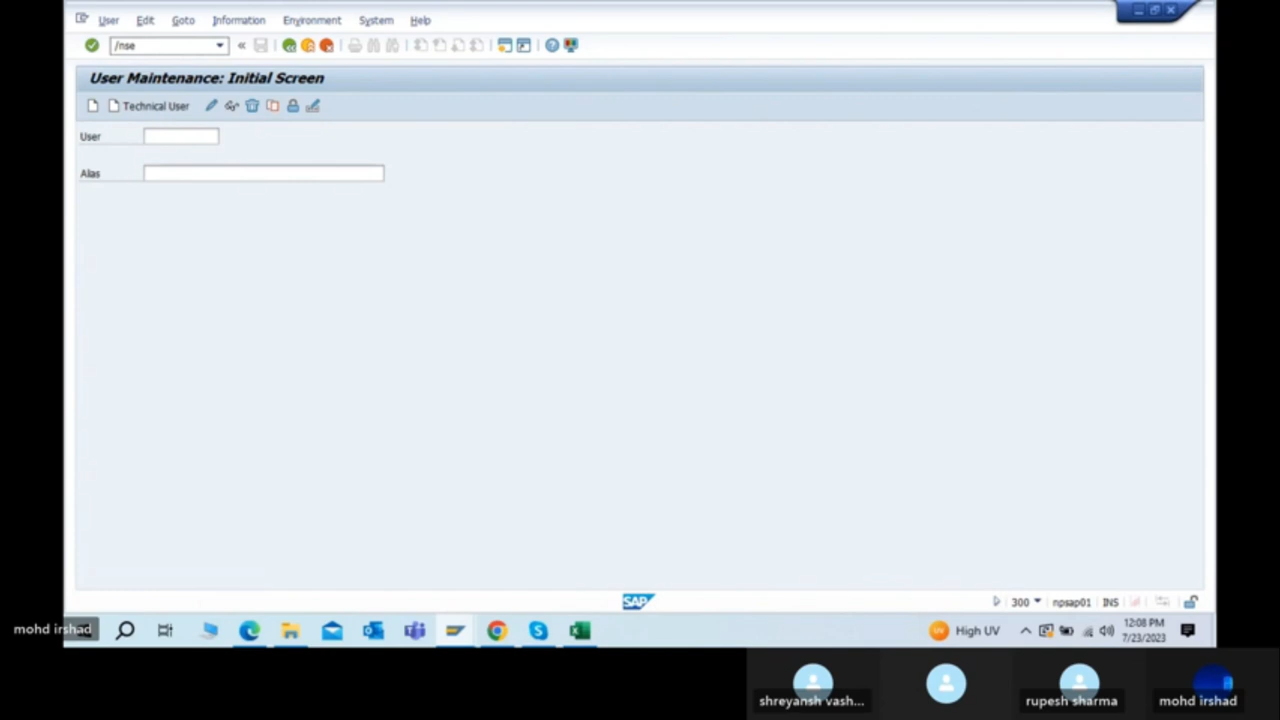 User Edit Goto Information Environment System Help
/nse
User Maintenance: Initial Screen
Technical User
User
Alias
SAP
300 npsap01 INS
mohd irshad
High UV
12:08 PM
7/23/2023
shreyansh vash...
rupesh sharma
mohd irshad